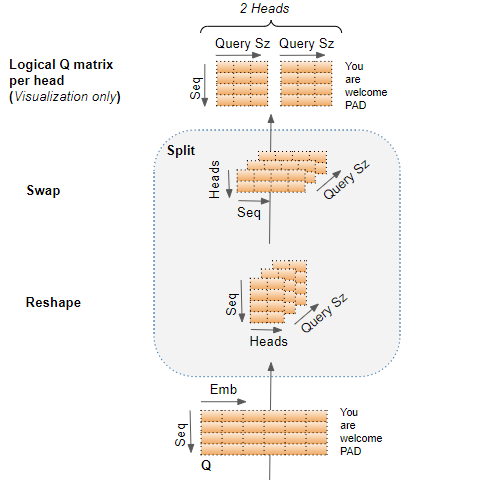 2 Heads
Query Sz Query Sz
Logical Q matrix
per head
(Visualization only)
Seq
You
are
welcome
PAD
Split
Swap
Heads
Query Sz
Seq
Reshape
Seq
Query Sz
Heads
Emb
Seq
You
are
welcome
PAD
Q